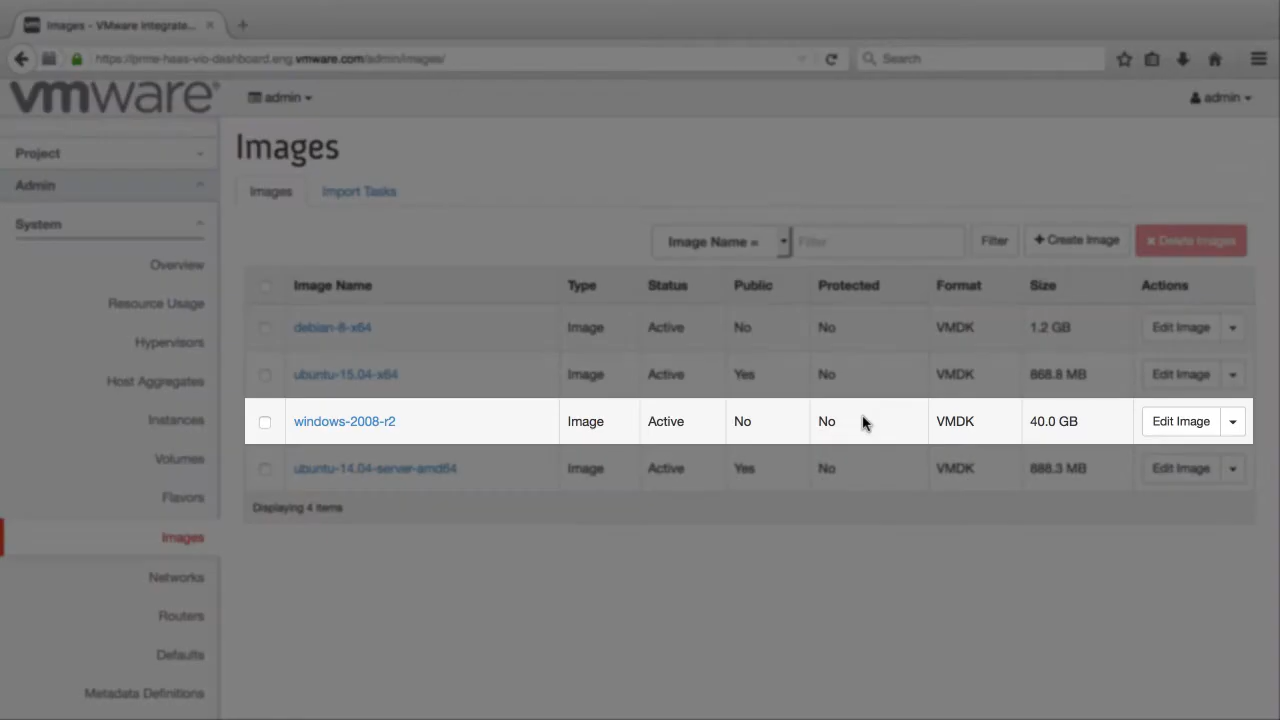 vm Images - VMware Integrate... × +
https://prme-haas-vio-dashboard.eng.vmware.com/admin/images/
Search
vmware®
admin
admin
Project
Admin
System
Overview
Resource Usage
Hypervisors
Host Aggregates
Instances
Volumes
Flavors
Images
Networks
Routers
Defaults
Metadata Definitions
Images
Images Import Tasks
Image Name = Filter Filter + Create Image × Delete Images
Image Name Type Status Public Protected Format Size Actions
debian-8-x64 Image Active No No VMDK 1.2 GB Edit Image
ubuntu-15.04-x64 Image Active Yes No VMDK 868.8 MB Edit Image
windows-2008-r2 Image Active No No VMDK 40.0 GB Edit Image
ubuntu-14.04-server-amd64 Image Active Yes No VMDK 888.3 MB Edit Image
Displaying 4 items